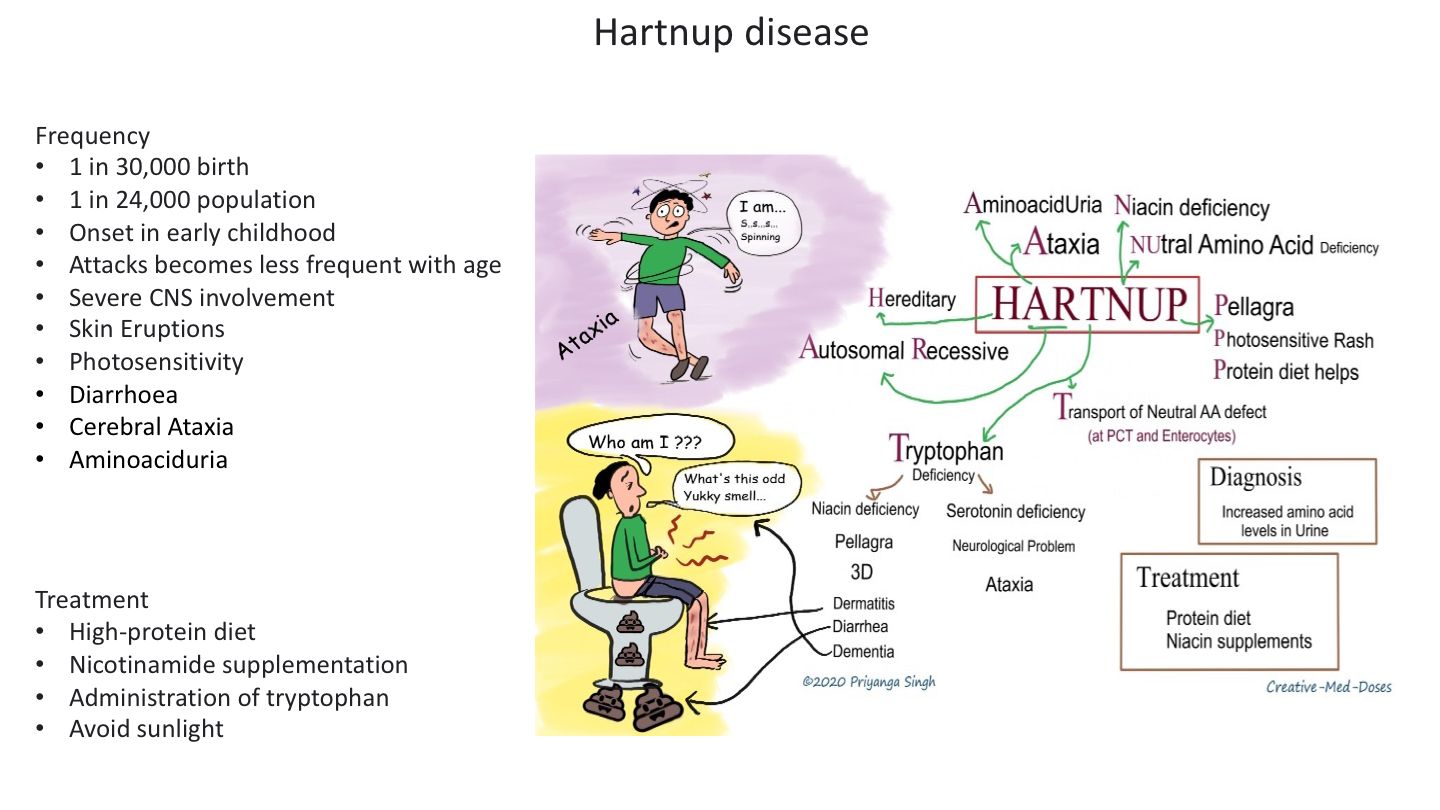 Hartnup disease
Frequency
• 1 in 30,000 birth
• 1 in 24,000 population
• Onset in early childhood
• Attacks becomes less frequent with age
• Severe CNS involvement
• Skin Eruptions
• Photosensitivity
• Diarrhoea
• Cerebral Ataxia
• Aminoaciduria
Treatment
• High-protein diet
• Nicotinamide supplementation
• Administration of tryptophan
• Avoid sunlight
I am...
S..s...s...
Spinning
Ataxia
Who am I ???
What's this odd
Yukky smell...
AminoacidUria
Niacin deficiency
Ataxia
NUtral Amino Acid Deficiency
Hereditary
HARTNUP
Pellagra
Photosensitive Rash
Protein diet helps
Autosomal Recessive
Transport of Neutral AA defect
(at PCT and Enterocytes)
Tryptophan
Deficiency
Niacin deficiency
Pellagra
3D
Dermatitis
Diarrhea
Dementia
Serotonin deficiency
Neurological Problem
Ataxia
Diagnosis
Increased amino acid
levels in Urine
Treatment
Protein diet
Niacin supplements
©2020 Priyanga Singh
Creative-Med-Doses